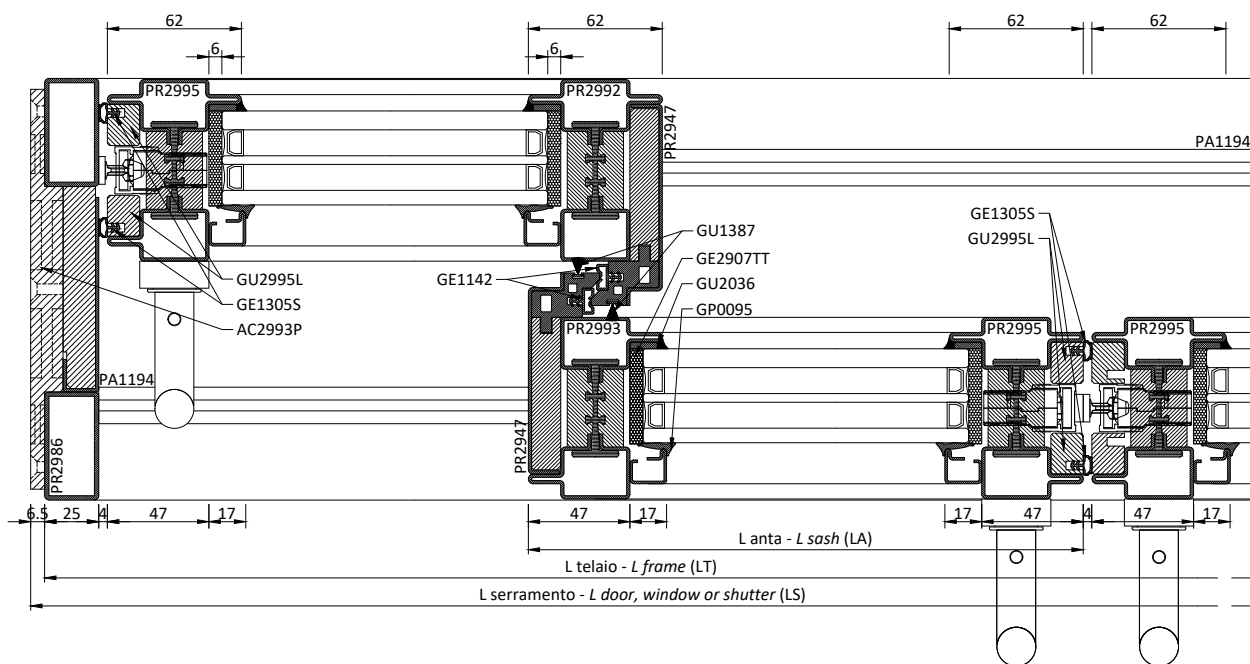 62 62 62 62
6 6
PR2995 PR2992
PR2947
PA1194
GE1305S
GU2995L
GU1387
GE2907TT
GU2036
GP0095
GE1142
GU2995L
GE1305S
AC2993P
PR2993 PR2995 PR2995
PA1194
PR2986
PR2947
6.5 25 4 47 17 47 17 17 47 4 47 17
L anta - L sash (LA)
L telaio - L frame (LT)
L serramento - L door, window or shutter (LS)